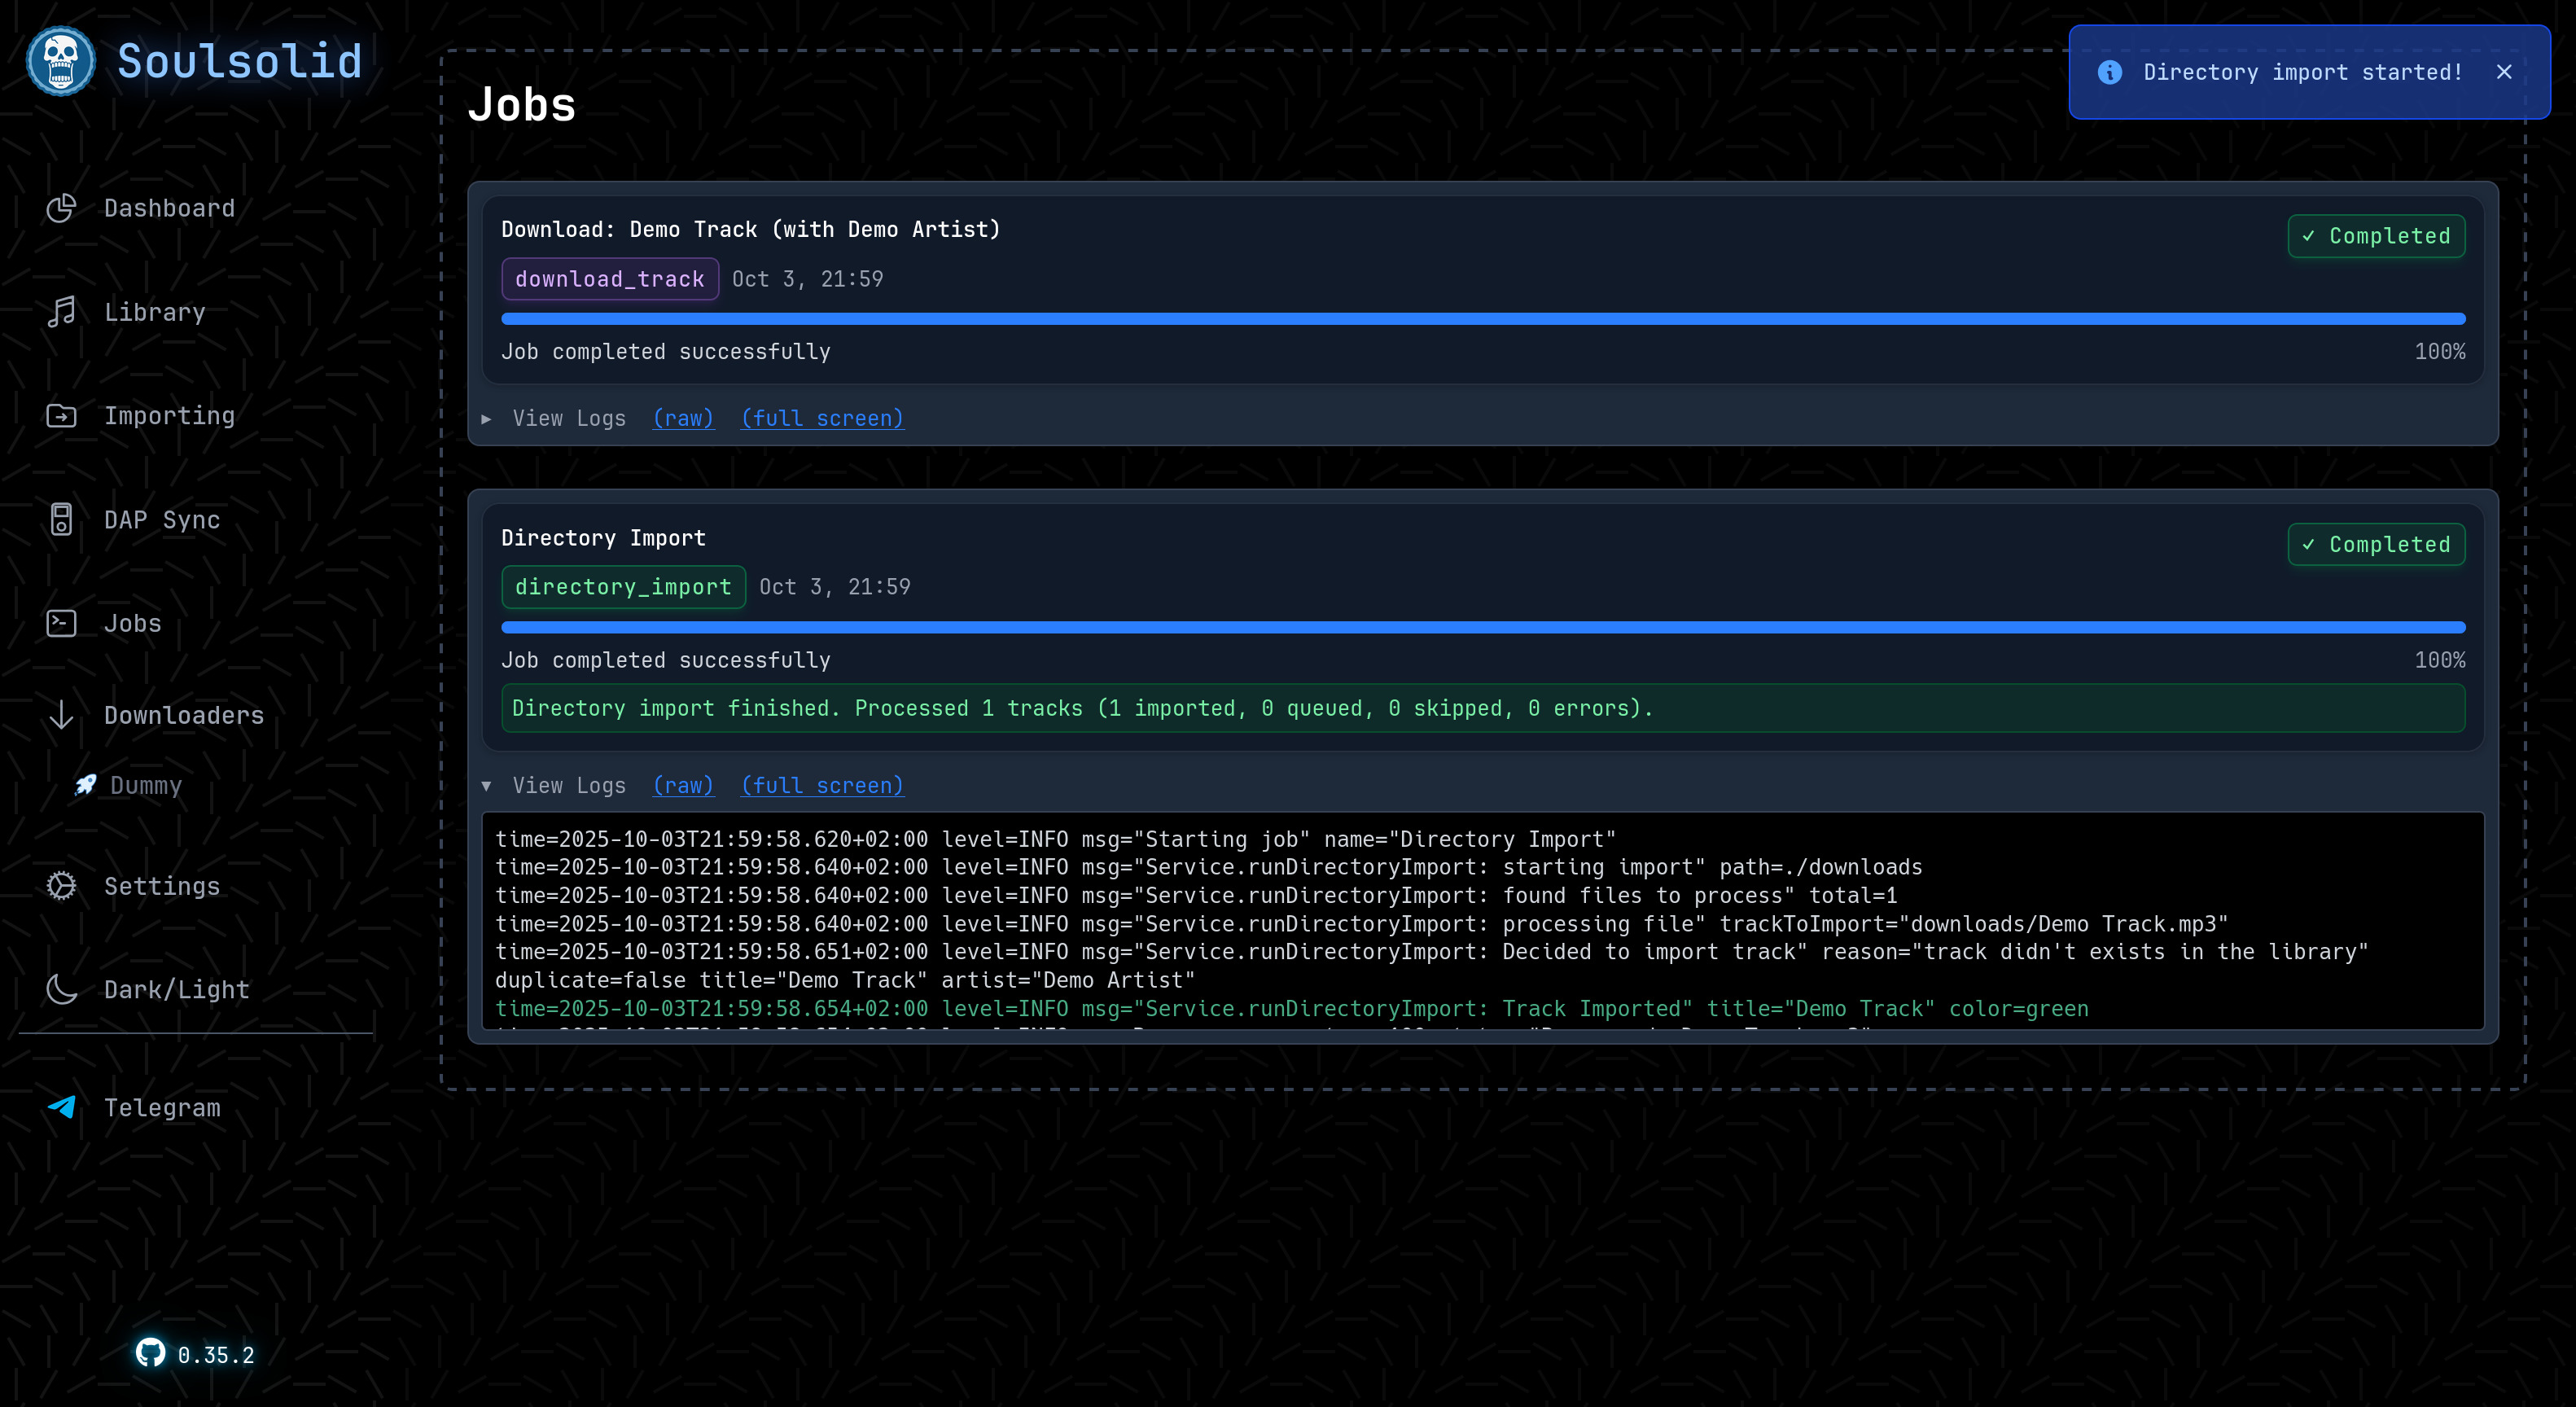 Soulsolid
Dashboard
Library
Importing
DAP Sync
Jobs
Downloaders
🚀 Dummy
Settings
Dark/Light
Telegram
0.35.2
Directory import started! ✕
Jobs
Download: Demo Track (with Demo Artist)
✓ Completed
download_track Oct 3, 21:59
Job completed successfully 100%
▶ View Logs (raw) (full screen)
Directory Import
✓ Completed
directory_import Oct 3, 21:59
Job completed successfully 100%
Directory import finished. Processed 1 tracks (1 imported, 0 queued, 0 skipped, 0 errors).
▼ View Logs (raw) (full screen)
time=2025-10-03T21:59:58.620+02:00 level=INFO msg="Starting job" name="Directory Import"
time=2025-10-03T21:59:58.640+02:00 level=INFO msg="Service.runDirectoryImport: starting import" path=./downloads
time=2025-10-03T21:59:58.640+02:00 level=INFO msg="Service.runDirectoryImport: found files to process" total=1
time=2025-10-03T21:59:58.640+02:00 level=INFO msg="Service.runDirectoryImport: processing file" trackToImport="downloads/Demo Track.mp3"
time=2025-10-03T21:59:58.651+02:00 level=INFO msg="Service.runDirectoryImport: Decided to import track" reason="track didn't exists in the library"
duplicate=false title="Demo Track" artist="Demo Artist"
time=2025-10-03T21:59:58.654+02:00 level=INFO msg="Service.runDirectoryImport: Track Imported" title="Demo Track" color=green